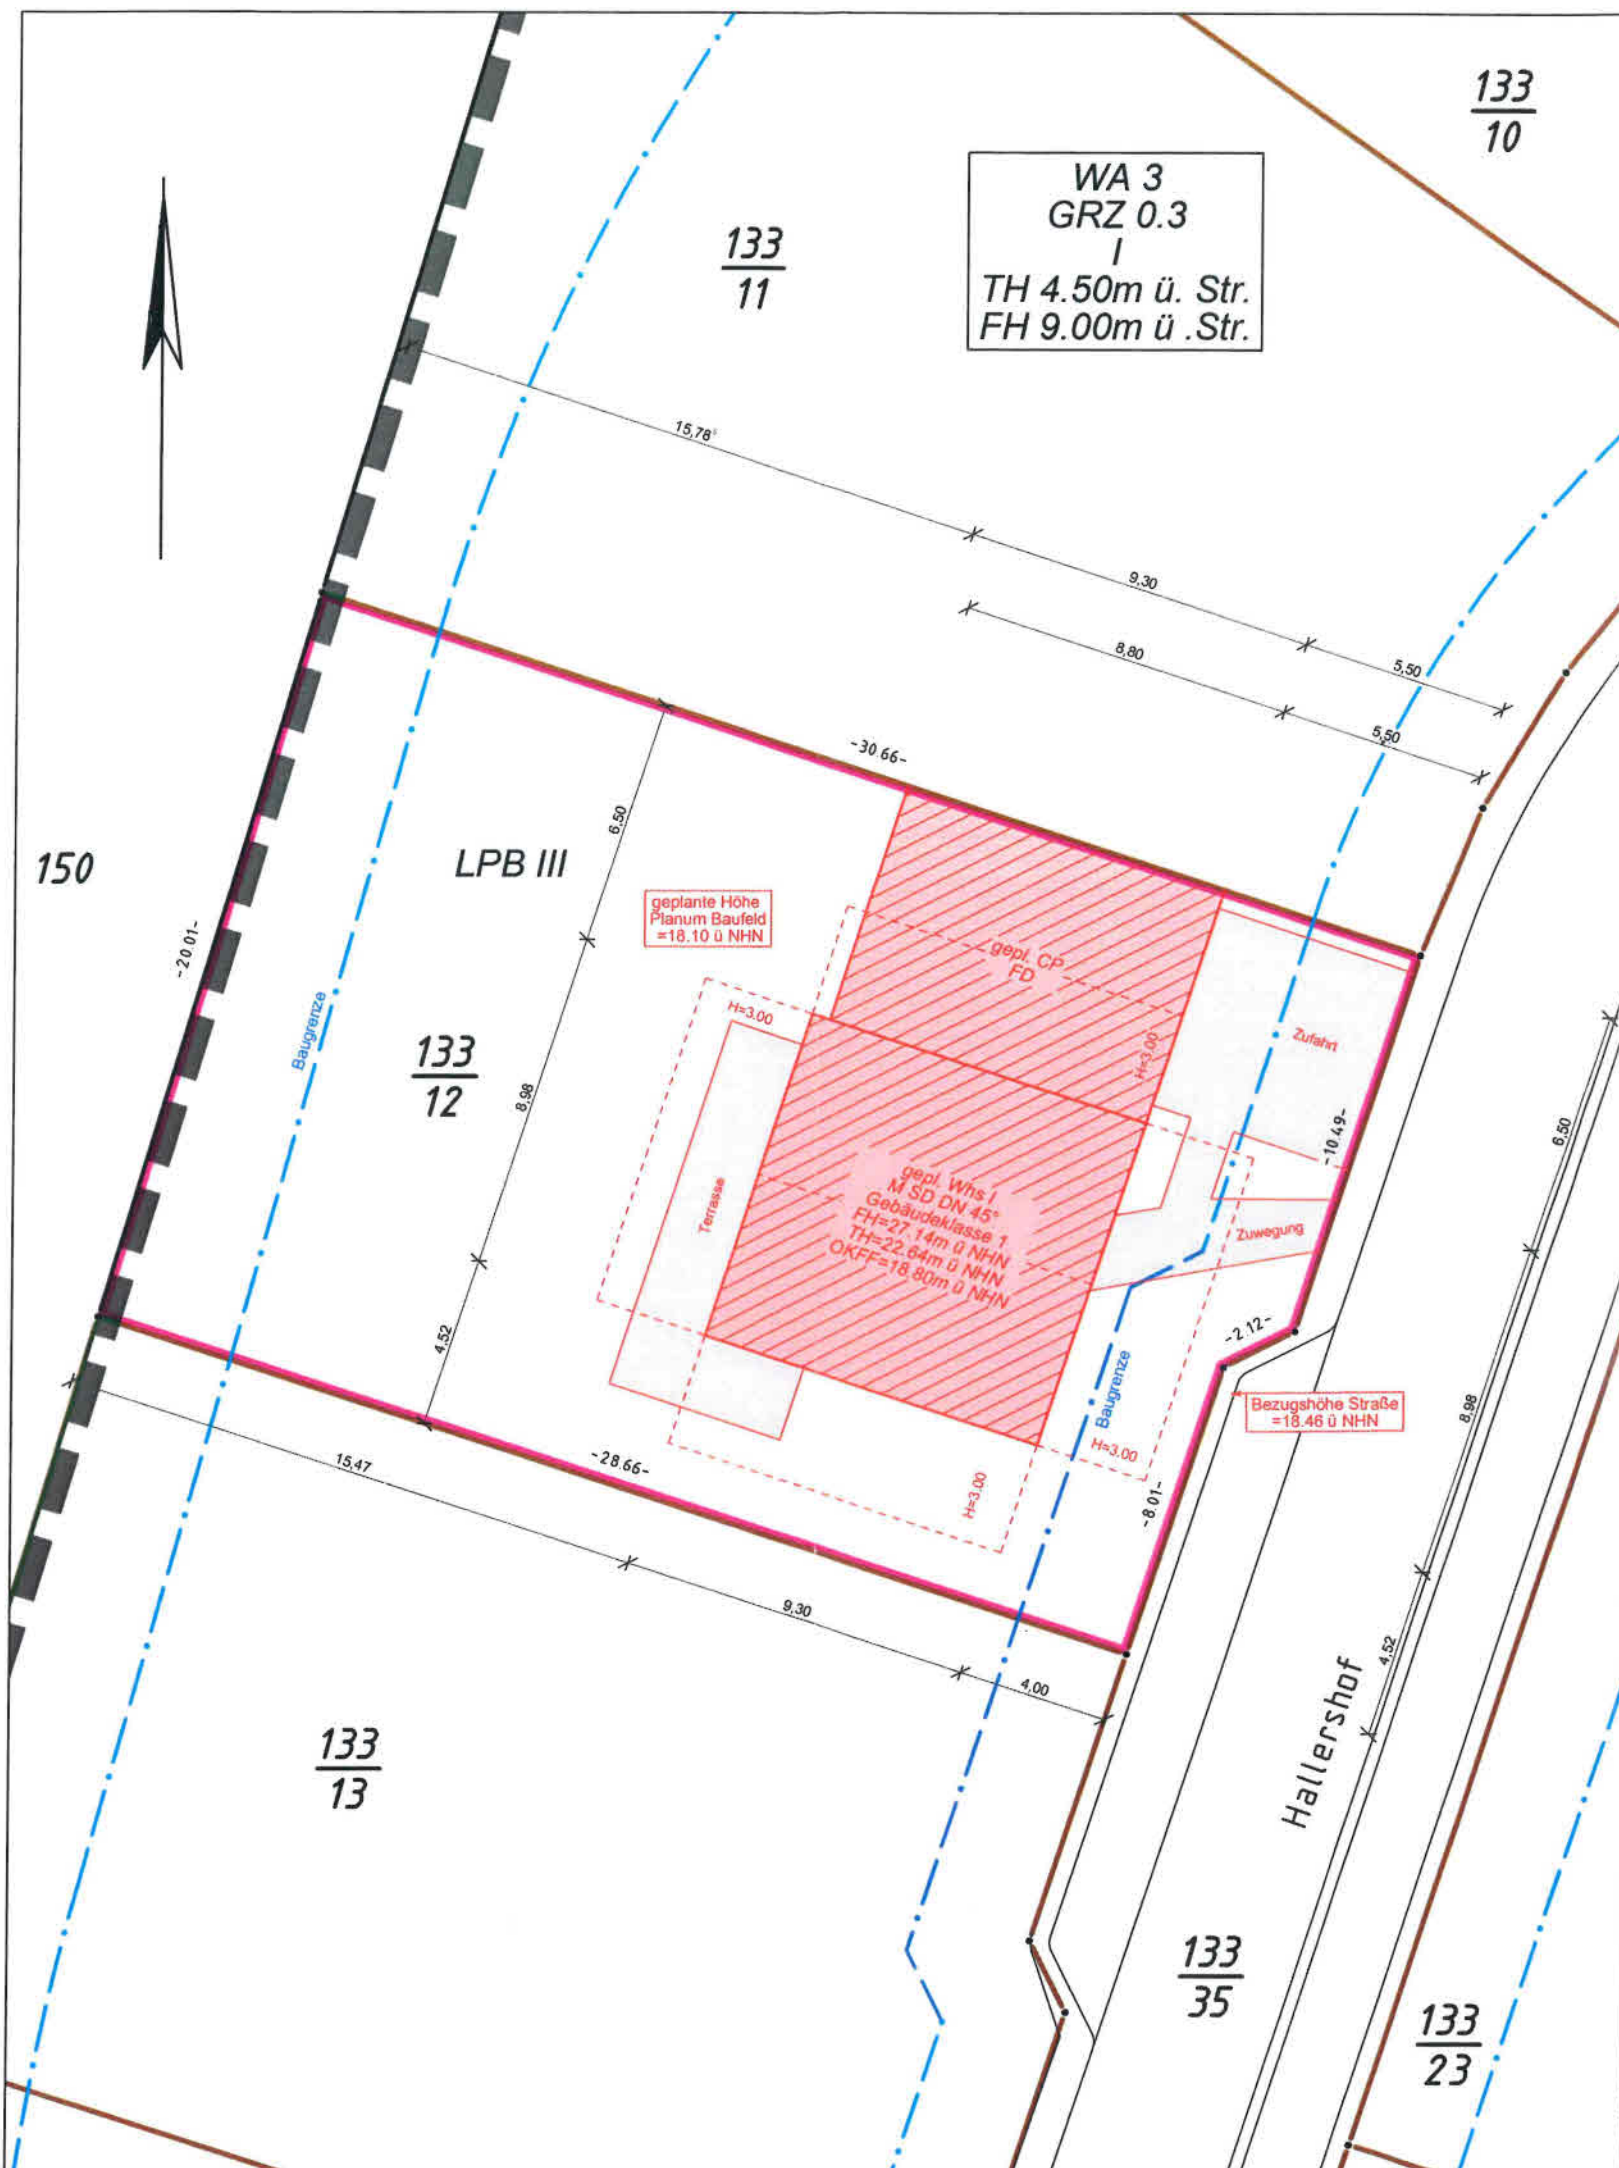 133
10
WA 3
GRZ 0.3
I
TH 4.50m ü. Str.
FH 9.00m ü .Str.
133
11
15,78⁵
9,30
8,80
5,50
5,50
-30.66-
6,50
150
LPB III
geplante Höhe
Planum Baufeld
=18.10 ü NHN
-20.01-
gepl. CP
FD
Baugrenze
H=3.00
H=3.00
Zufahrt
133
12
8,98
-10.49-
6,50
Terrasse
gepl. Whs I
M SD DN 45°
Gebäudeklasse 1
FH=27.14m ü NHN
TH=22.64m ü NHN
OKFF=18.80m ü NHN
Zuwegung
4,52
-2.12-
Baugrenze
Bezugshöhe Straße
=18.46 ü NHN
8,98
15,47
-28.66-
H=3.00
H=3.00
-8.01-
9,30
4,00
4,52
Hallershof
133
13
133
35
133
23